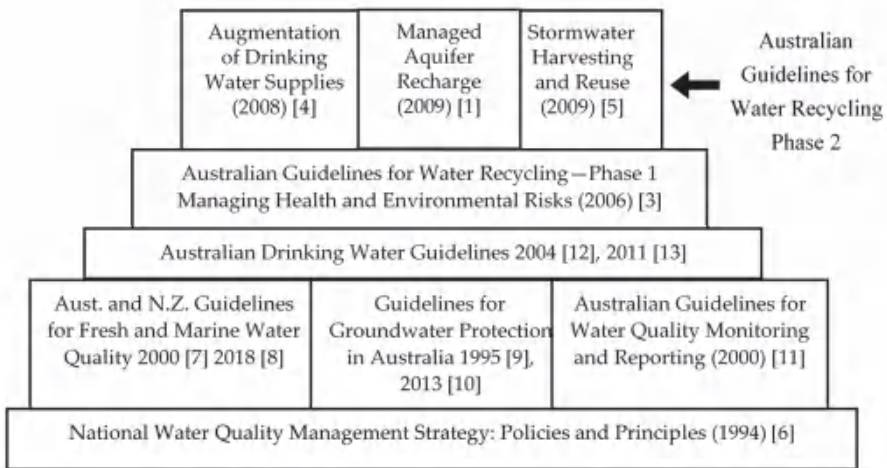 Augmentation
of Drinking
Water Supplies
(2008) [4]
Managed
Aquifer
Recharge
(2009) [1]
Stormwater
Harvesting
and Reuse
(2009) [5]
Australian
Guidelines for
Water Recycling
Phase 2
Australian Guidelines for Water Recycling—Phase 1
Managing Health and Environmental Risks (2006) [3]
Australian Drinking Water Guidelines 2004 [12], 2011 [13]
Aust. and N.Z. Guidelines
for Fresh and Marine Water
Quality 2000 [7] 2018 [8]
Guidelines for
Groundwater Protection
in Australia 1995 [9],
2013 [10]
Australian Guidelines for
Water Quality Monitoring
and Reporting (2000) [11]
National Water Quality Management Strategy: Policies and Principles (1994) [6]